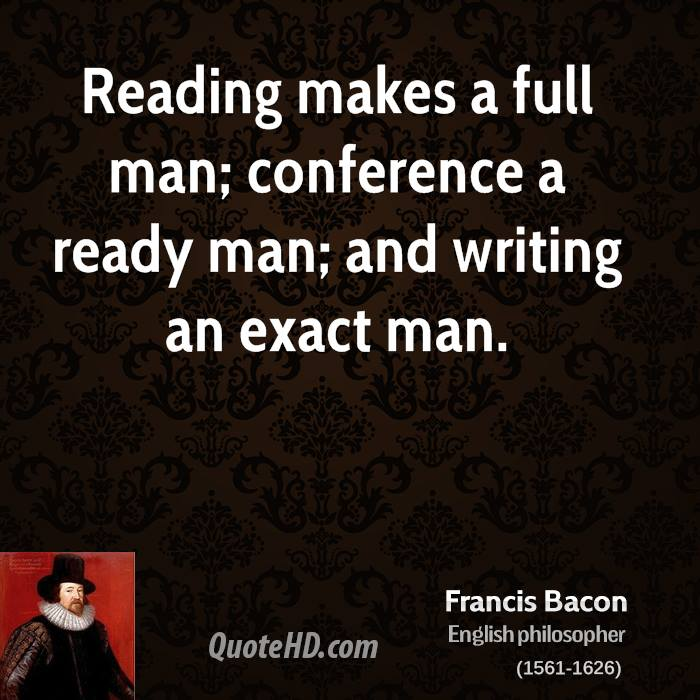 Reading makes a full
man; conference a
ready man; and writing
an exact man.
Francis Bacon
English philosopher
(1561-1626)
QuoteHD.com